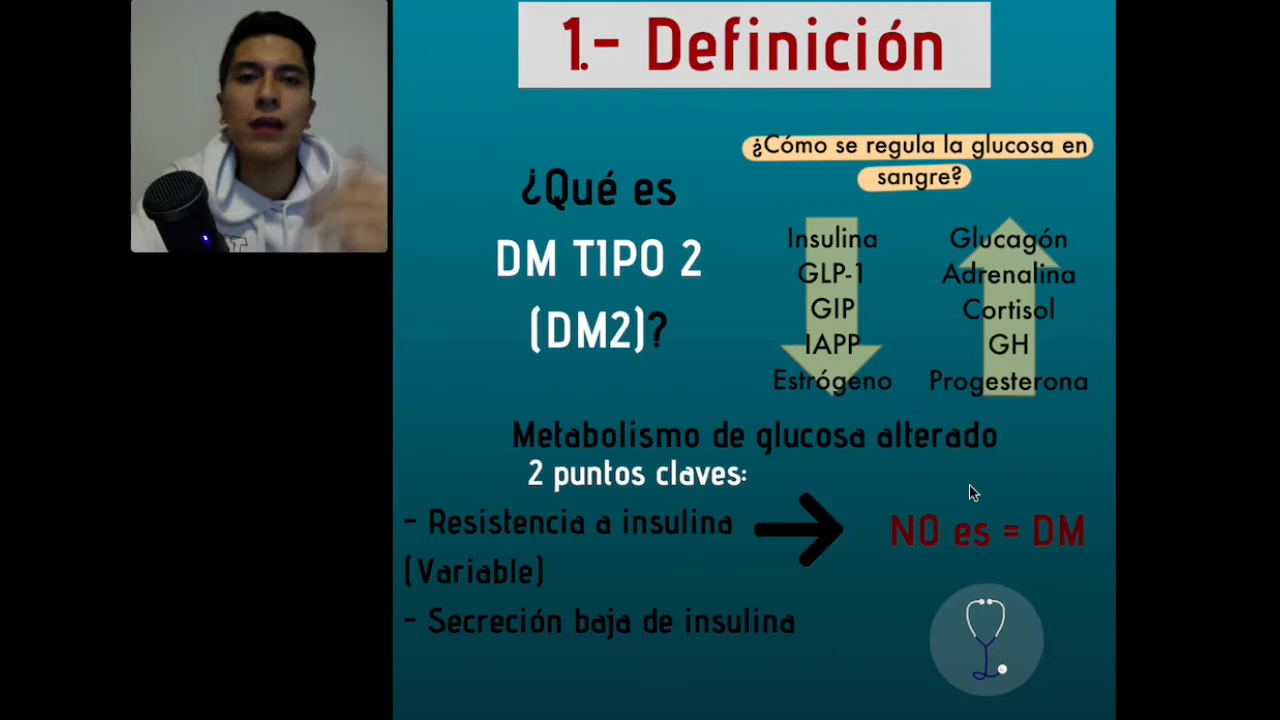 1.- Definición
¿Qué es
DM TIPO 2
(DM2)?
¿Cómo se regula la glucosa en
sangre?
Insulina
GLP-1
GIP
IAPP
Estrógeno
Glucagón
Adrenalina
Cortisol
GH
Progesterona
Metabolismo de glucosa alterado
2 puntos claves:
- Resistencia a insulina
(Variable)
- Secreción baja de insulina
NO es = DM